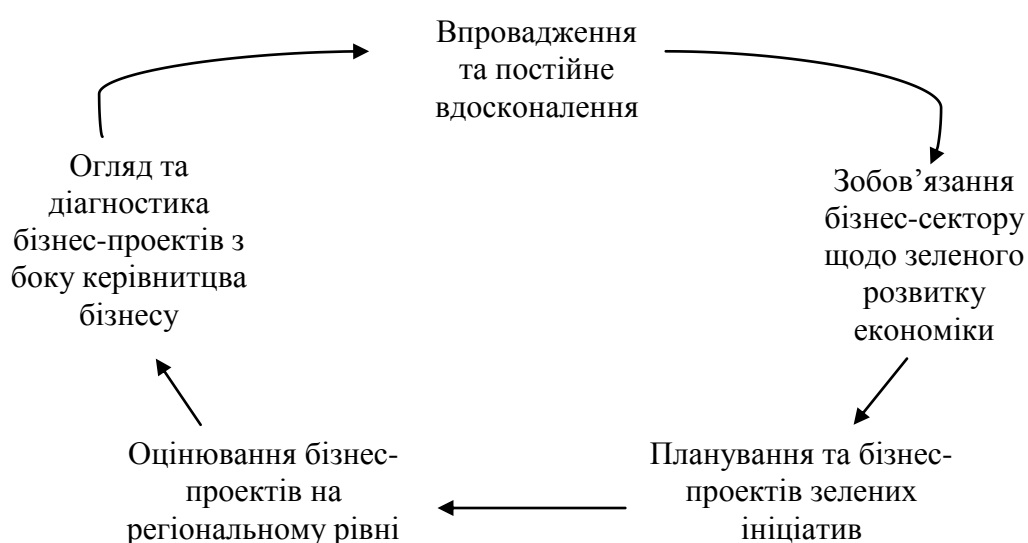 Впровадження
та постійне
вдосконалення
Зобов’язання
бізнес-сектору
щодо зеленого
розвитку
економіки
Планування та бізнес-
проектів зелених
ініціатив
Оцінювання бізнес-
проектів на
регіональному рівні
Огляд та
діагностика
бізнес-проектів з
боку керівнитцва
бізнесу